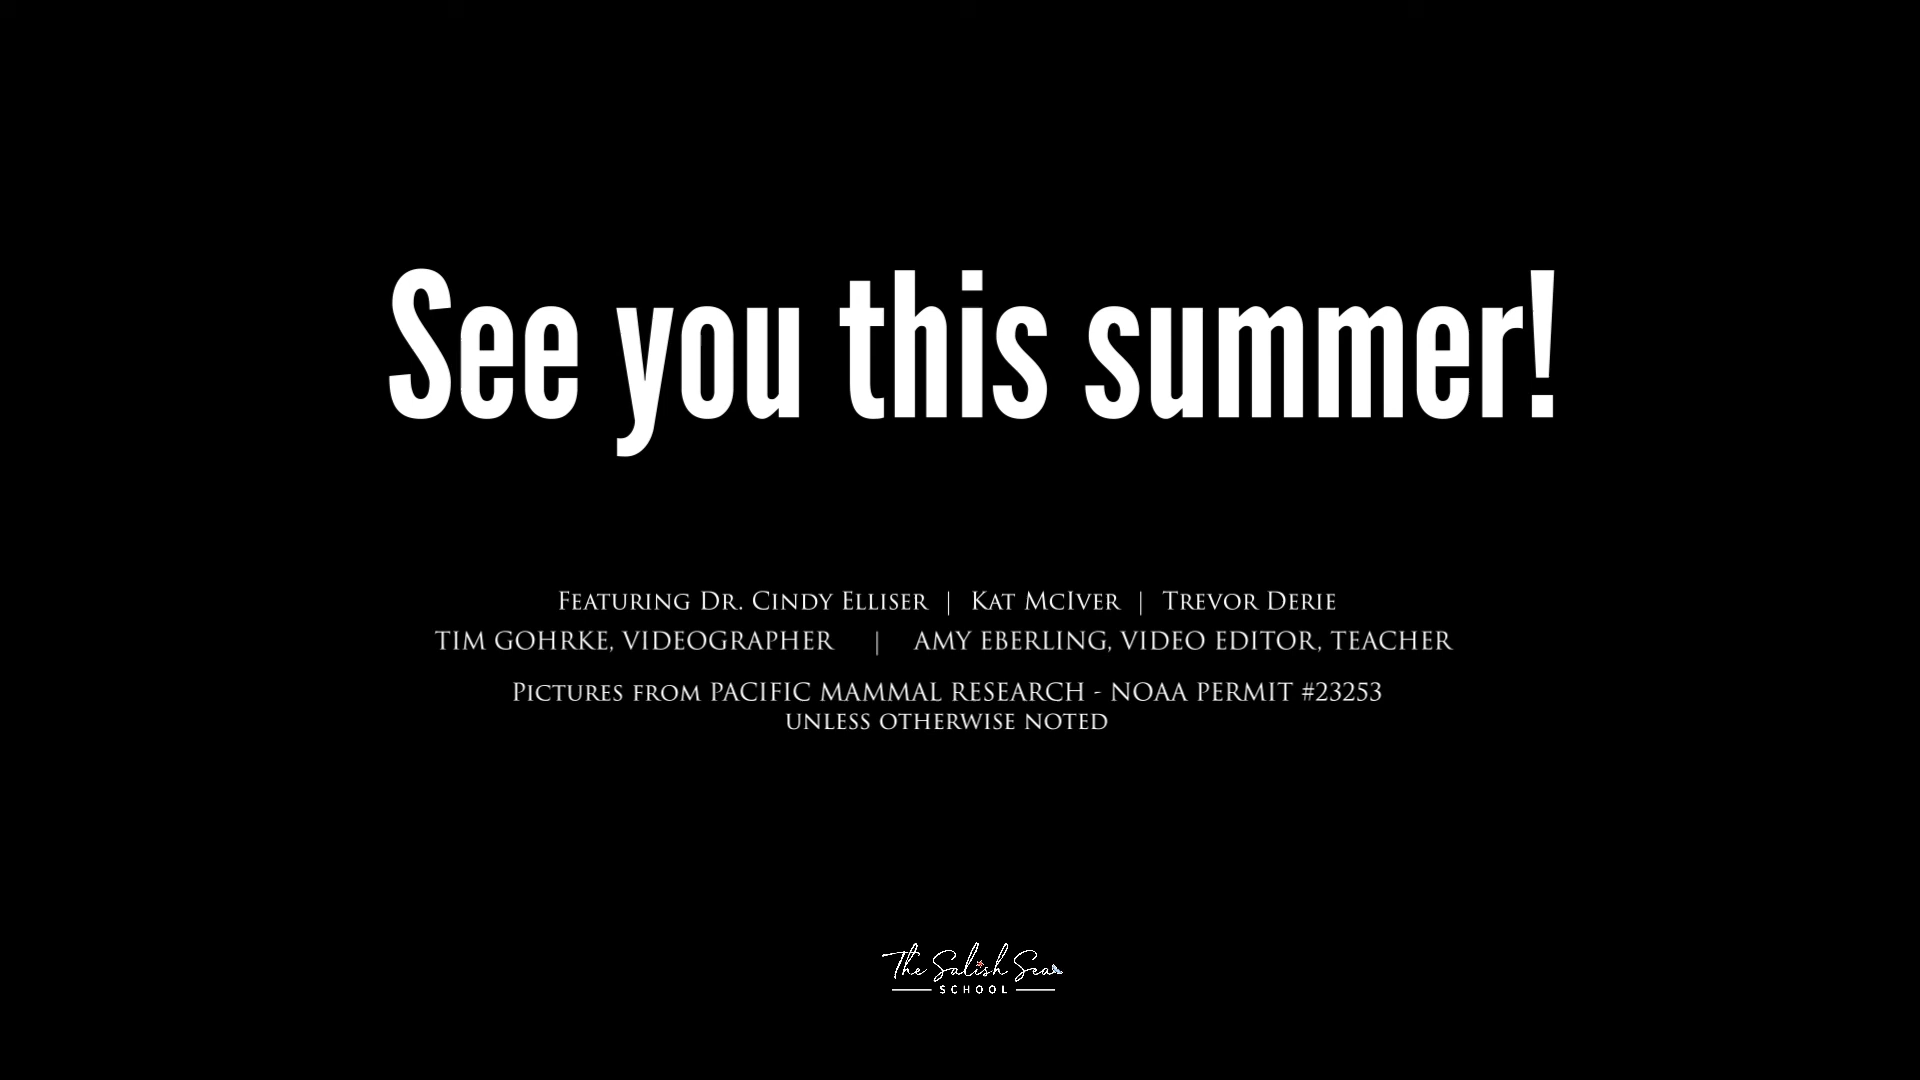 See you this summer!
Featuring Dr. Cindy Elliser | Kat McIver | Trevor Derie
TIM GOHRKE, VIDEOGRAPHER | AMY EBERLING, VIDEO EDITOR, TEACHER
Pictures from PACIFIC MAMMAL RESEARCH - NOAA PERMIT #23253
unless otherwise noted
The Salish Sea
SCHOOL